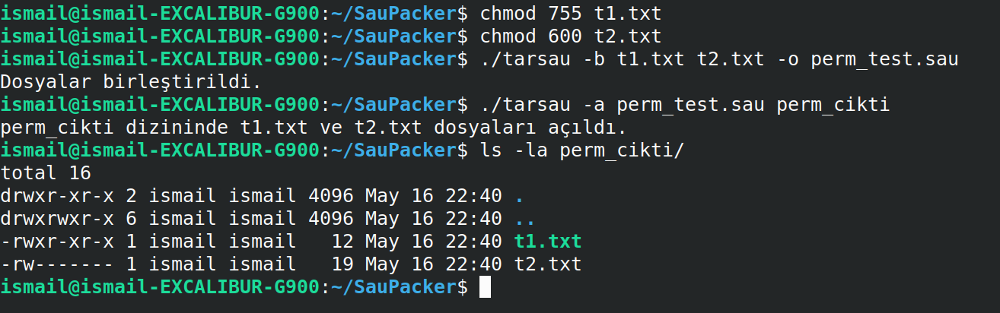 ismail@ismail-EXCALIBUR-G900:~/SauPacker$ chmod 755 t1.txt
ismail@ismail-EXCALIBUR-G900:~/SauPacker$ chmod 600 t2.txt
ismail@ismail-EXCALIBUR-G900:~/SauPacker$ ./tarsau -b t1.txt t2.txt -o perm_test.sau
Dosyalar birleştirildi.
ismail@ismail-EXCALIBUR-G900:~/SauPacker$ ./tarsau -a perm_test.sau perm_cikti
perm_cikti dizininde t1.txt ve t2.txt dosyaları açıldı.
ismail@ismail-EXCALIBUR-G900:~/SauPacker$ ls -la perm_cikti/
total 16
drwxr-xr-x 2 ismail ismail 4096 May 16 22:40 .
drwxrwxr-x 6 ismail ismail 4096 May 16 22:40 ..
-rwxr-xr-x 1 ismail ismail   12 May 16 22:40 t1.txt
-rw------- 1 ismail ismail   19 May 16 22:40 t2.txt
ismail@ismail-EXCALIBUR-G900:~/SauPacker$